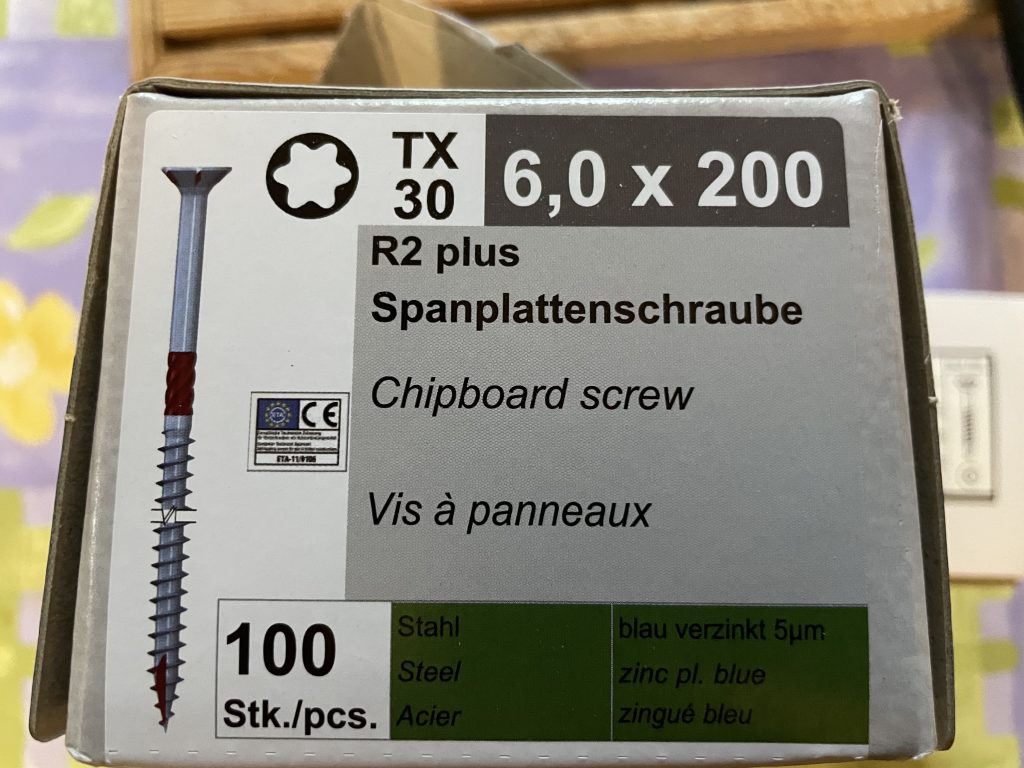 TX
30
6,0 x 200
R2 plus
Spanplattenschraube
Chipboard screw
ETA
CE
Vis à panneaux
100
Stk./pcs.
Stahl
blau verzinkt 5µm
Steel
zinc pl. blue
Acier
zingué bleu